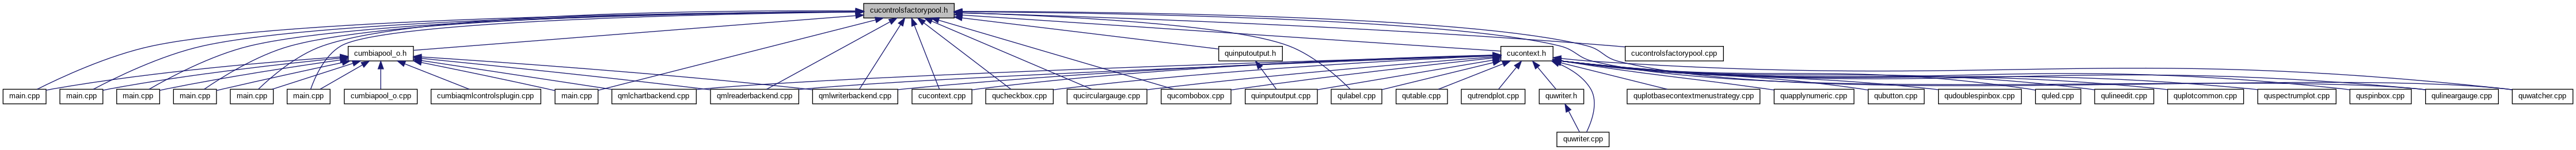 cucontrolsfactorypool.h
cumbiapool_o.h
quinputoutput.h
cucontext.h
cucontrolsfactorypool.cpp
main.cpp
main.cpp
main.cpp
main.cpp
main.cpp
main.cpp
cumbiapool_o.cpp
cumbiaqmlcontrolsplugin.cpp
main.cpp
qmlchartbackend.cpp
qmlreaderbackend.cpp
qmlwriterbackend.cpp
cucontext.cpp
qucheckbox.cpp
qucirculargauge.cpp
qucombobox.cpp
quinputoutput.cpp
qulabel.cpp
qutable.cpp
qutrendplot.cpp
quwriter.h
quplotbasecontextmenustrategy.cpp
quapplynumeric.cpp
qubutton.cpp
qudoublespinbox.cpp
quled.cpp
qulineedit.cpp
quplotcommon.cpp
quspectrumplot.cpp
quspinbox.cpp
qulineargauge.cpp
quwatcher.cpp
quwriter.cpp